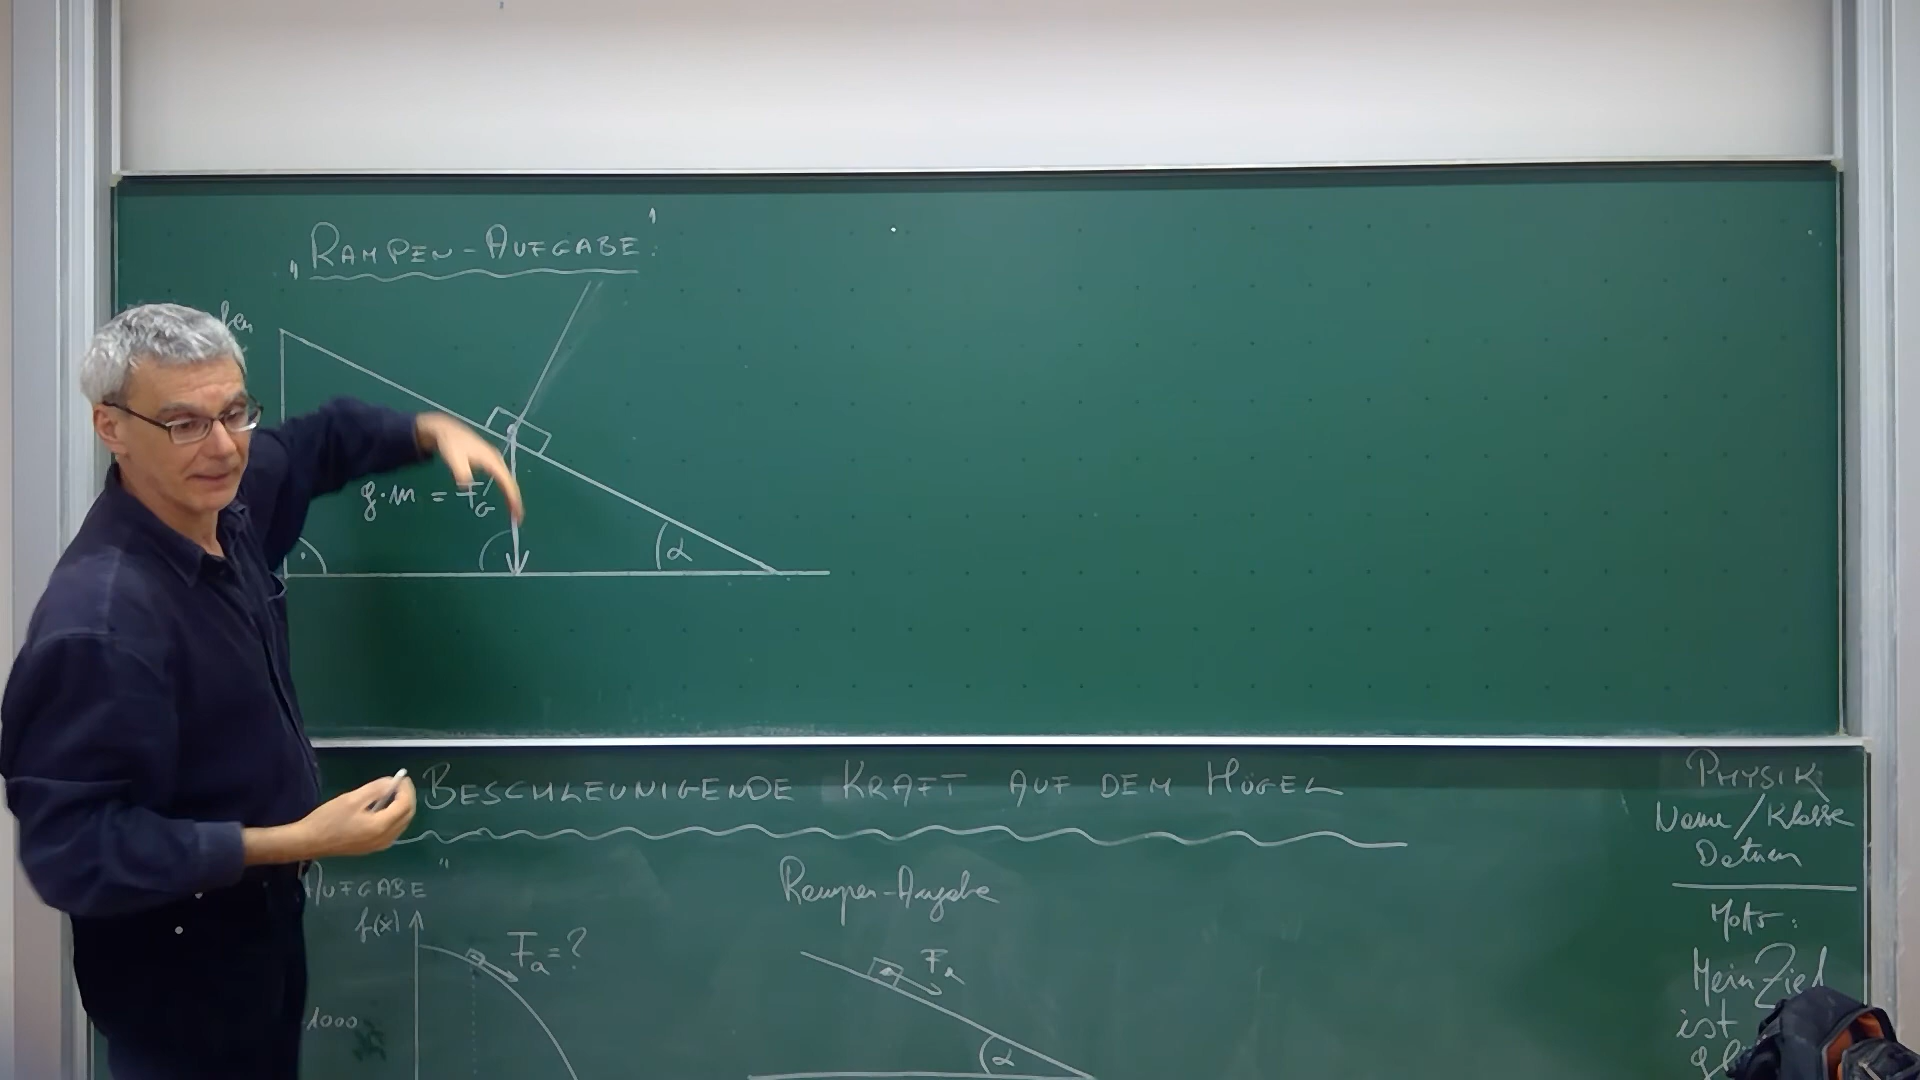 „RAMPEN-AUFGABE"
g·m = F_G
α
BESCHLEUNIGENDE KRAFT AUF DEM HÜGEL
AUFGABE"
f(x)
F_a = ?
1000
Rampen-Aufgabe
F_a
α
PHYSIK
Name/Klasse
Datum
Motto:
Mein Ziel
ist